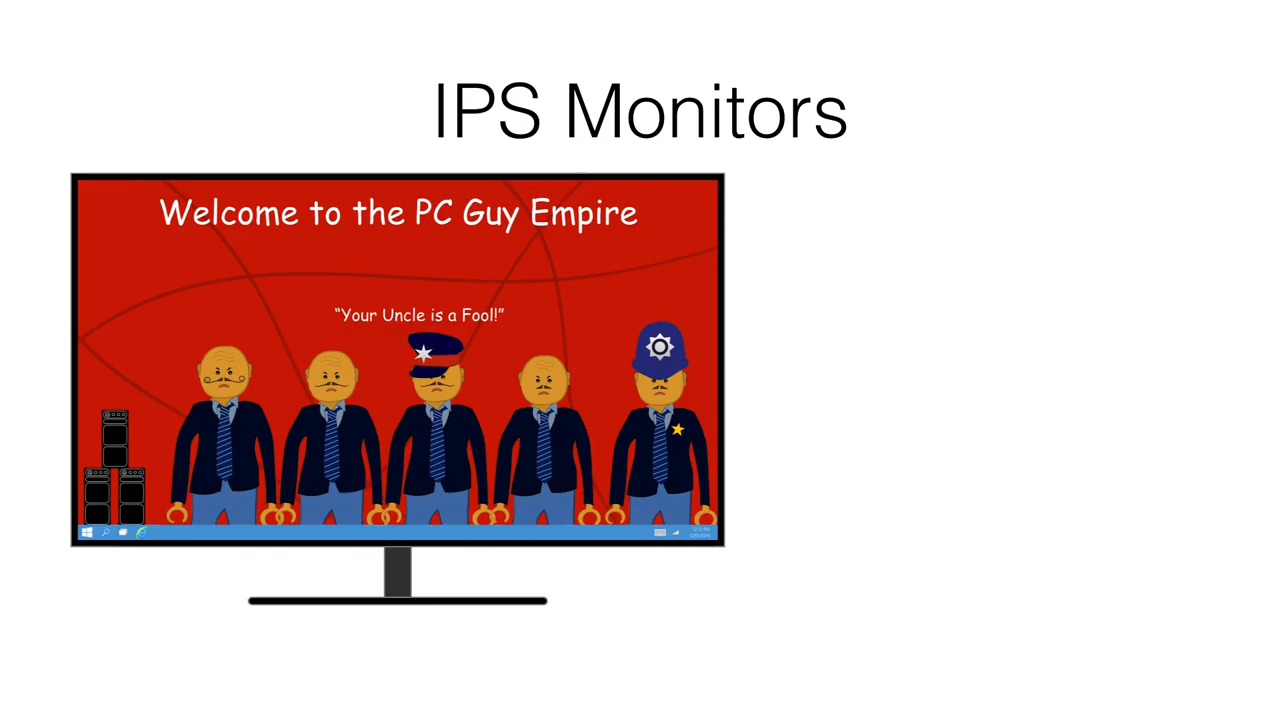 IPS Monitors
Welcome to the PC Guy Empire
“Your Uncle is a Fool!”